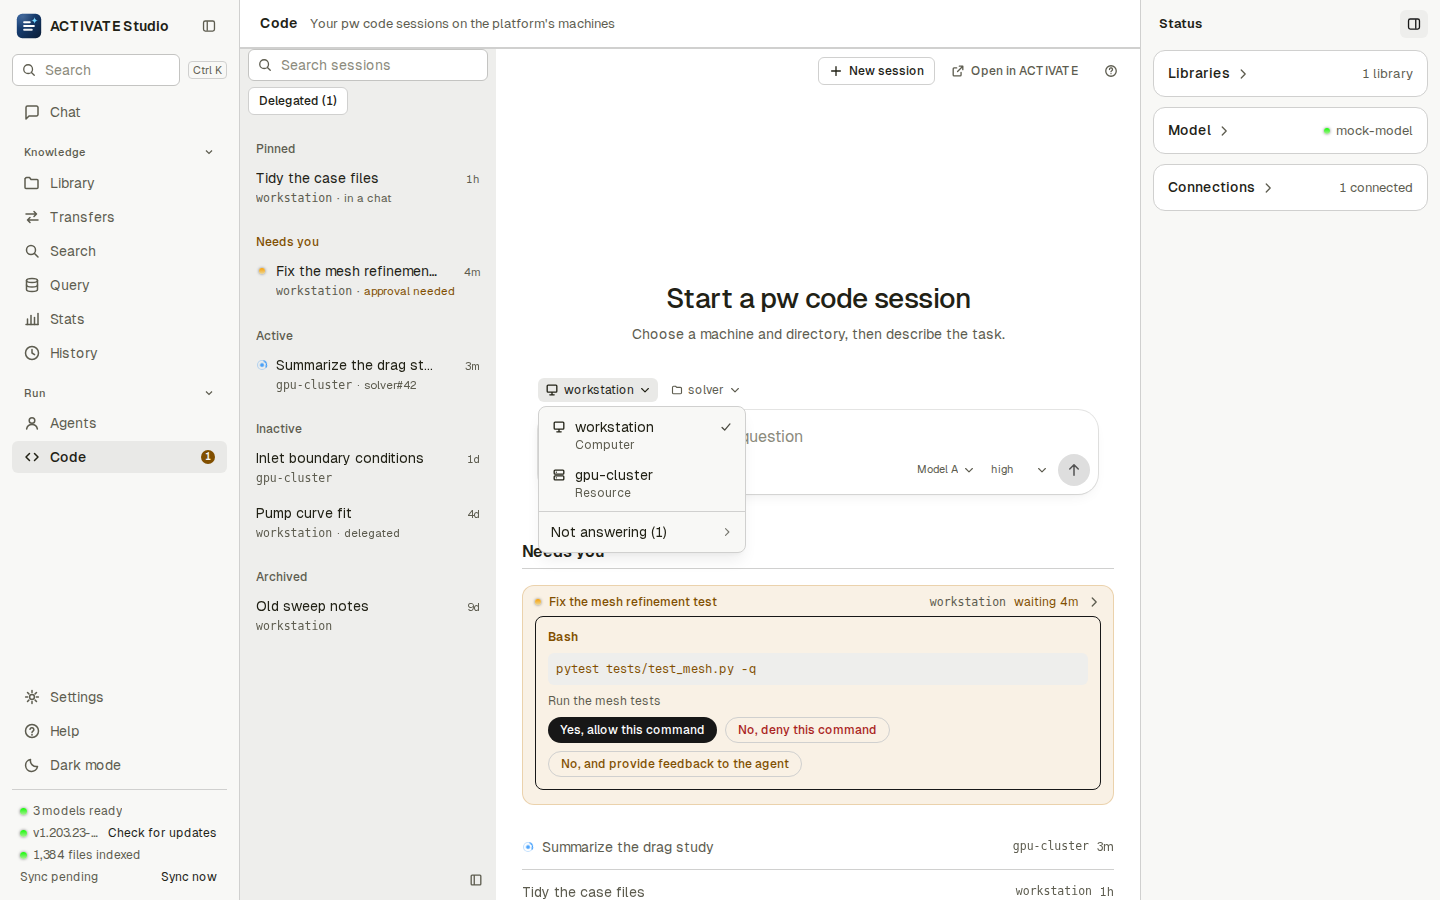 ACTIVATE Studio
Search
Ctrl K
Chat
Knowledge
Library
Transfers
Search
Query
Stats
History
Run
Agents
Code
1
Settings
Help
Dark mode
3 models ready
v1.203.23-... Check for updates
1,384 files indexed
Sync pending Sync now
Code Your pw code sessions on the platform's machines
Search sessions
Delegated (1)
Pinned
Tidy the case files 1h
workstation · in a chat
Needs you
Fix the mesh refinemen... 4m
workstation · approval needed
Active
Summarize the drag st... 3m
gpu-cluster · solver#42
Inactive
Inlet boundary conditions 1d
gpu-cluster
Pump curve fit 4d
workstation · delegated
Archived
Old sweep notes 9d
workstation
New session
Open in ACTIVATE
Start a pw code session
Choose a machine and directory, then describe the task.
workstation
solver
question
workstation
Computer
gpu-cluster
Resource
Not answering (1)
Model A
high
Needs you
Fix the mesh refinement test workstation waiting 4m
Bash
pytest tests/test_mesh.py -q
Run the mesh tests
Yes, allow this command
No, deny this command
No, and provide feedback to the agent
Summarize the drag study gpu-cluster 3m
Tidy the case files workstation 1h
Status
Libraries 1 library
Model mock-model
Connections 1 connected